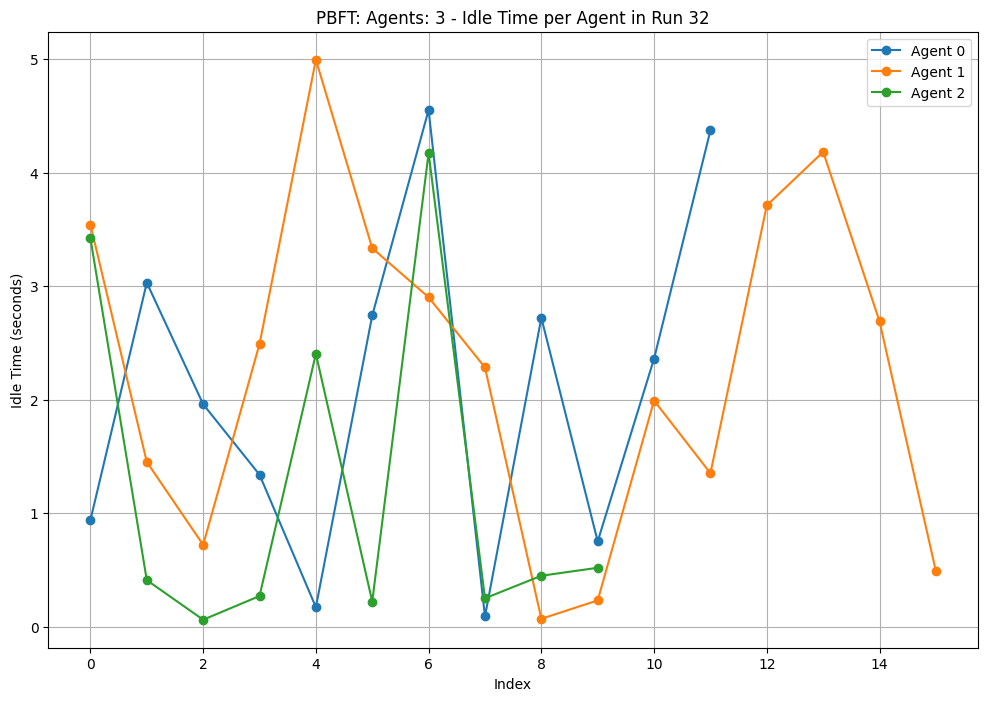 PBFT: Agents: 3 - Idle Time per Agent in Run 32
Agent 0
Agent 1
Agent 2
Idle Time (seconds)
5
4
3
2
1
0
0 2 4 6 8 10 12 14
Index